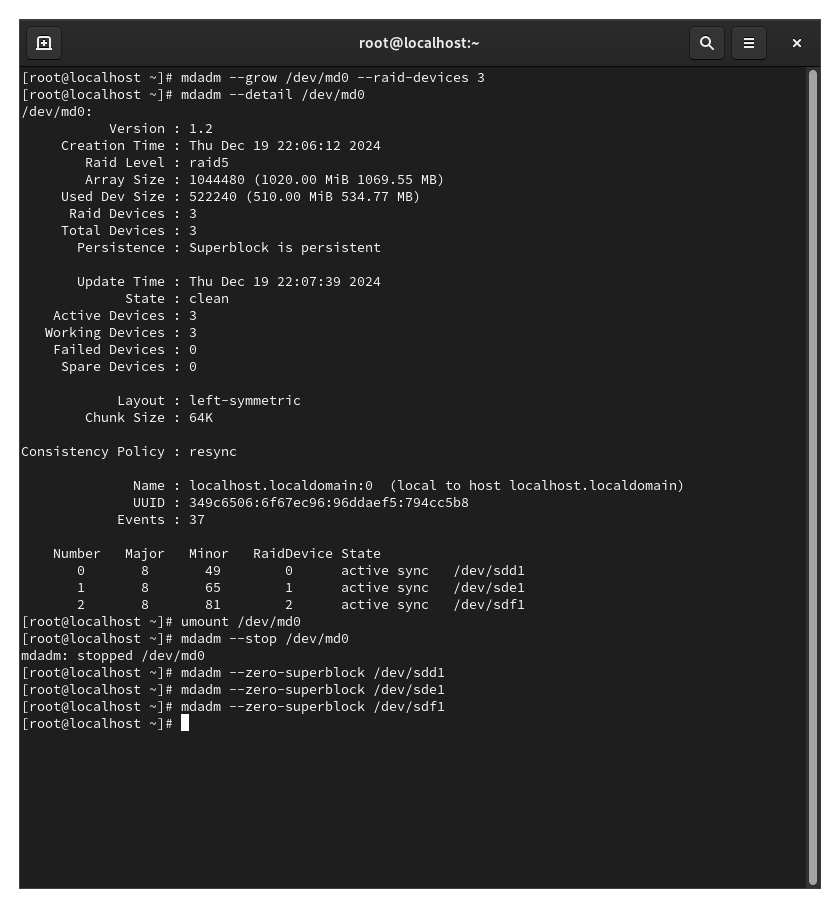 root@localhost:~
[root@localhost ~]# mdadm --grow /dev/md0 --raid-devices 3
[root@localhost ~]# mdadm --detail /dev/md0
/dev/md0:
           Version : 1.2
     Creation Time : Thu Dec 19 22:06:12 2024
        Raid Level : raid5
        Array Size : 1044480 (1020.00 MiB 1069.55 MB)
     Used Dev Size : 522240 (510.00 MiB 534.77 MB)
      Raid Devices : 3
     Total Devices : 3
       Persistence : Superblock is persistent

       Update Time : Thu Dec 19 22:07:39 2024
             State : clean
    Active Devices : 3
   Working Devices : 3
    Failed Devices : 0
     Spare Devices : 0

            Layout : left-symmetric
        Chunk Size : 64K

Consistency Policy : resync

              Name : localhost.localdomain:0  (local to host localhost.localdomain)
              UUID : 349c6506:6f67ec96:96ddaef5:794cc5b8
            Events : 37

    Number   Major   Minor   RaidDevice State
       0       8       49        0      active sync   /dev/sdd1
       1       8       65        1      active sync   /dev/sde1
       2       8       81        2      active sync   /dev/sdf1
[root@localhost ~]# umount /dev/md0
[root@localhost ~]# mdadm --stop /dev/md0
mdadm: stopped /dev/md0
[root@localhost ~]# mdadm --zero-superblock /dev/sdd1
[root@localhost ~]# mdadm --zero-superblock /dev/sde1
[root@localhost ~]# mdadm --zero-superblock /dev/sdf1
[root@localhost ~]#